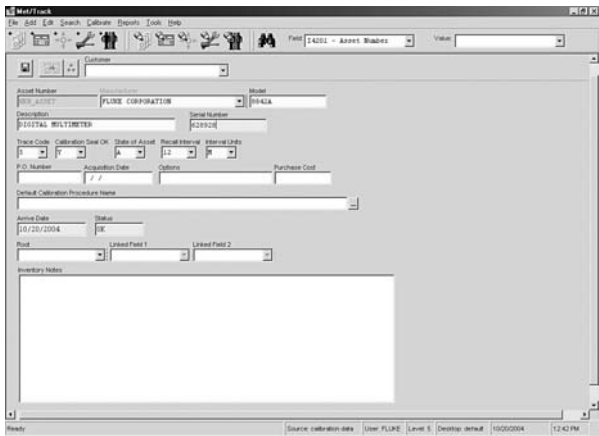 Met/Track
File Add Edit Search Calibrate Reports Tools Help
Field I4201 - Asset Number Value
Customer
Asset Number Manufacturer Model
NEW_ASSET FLUKE CORPORATION 8842A
Description Serial Number
DIGITAL MULTIMETER 628928
Trace Code Calibration Seal OK State of Asset Recall Interval Interval Units
Y A 12 M
P.O. Number Acquisition Date Options Purchase Cost
/ /
Default Calibration Procedure Name
...
Arrive Date Status
10/20/2004 OK
Root Linked Field 1 Linked Field 2
Inventory Notes
Ready Source: calibration data User: FLUKE Level: 5 Desktop: default 10/20/2004 12:42 PM